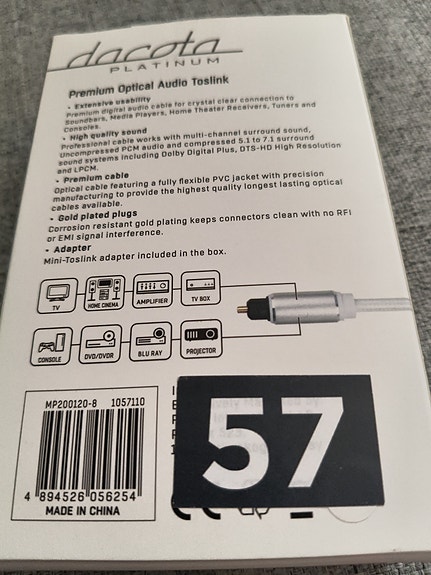 dacota
PLATINUM
Premium Optical Audio Toslink
• Extensive usability
Premium digital audio cable for crystal clear connection to
Soundbars, Media Players, Home Theater Receivers, Tuners and
Consoles.
• High quality sound
Professional cable works with multi-channel surround sound,
Uncompressed PCM audio and compressed 5.1 to 7.1 surround
sound systems including Dolby Digital Plus, DTS-HD High Resolution
and LPCM.
• Premium cable
Optical cable featuring a fully flexible PVC jacket with precision
manufacturing to provide the highest quality longest lasting optical
cables available.
• Gold plated plugs
Corrosion resistant gold plating keeps connectors clean with no RFI
or EMI signal interference.
• Adapter
Mini-Toslink adapter included in the box.
TV
HOME CINEMA
AMPLIFIER
TV BOX
CONSOLE
DVD/DVDR
BLU RAY
PROJECTOR
MP200120-8 1057110
4 894526 056254
MADE IN CHINA
57